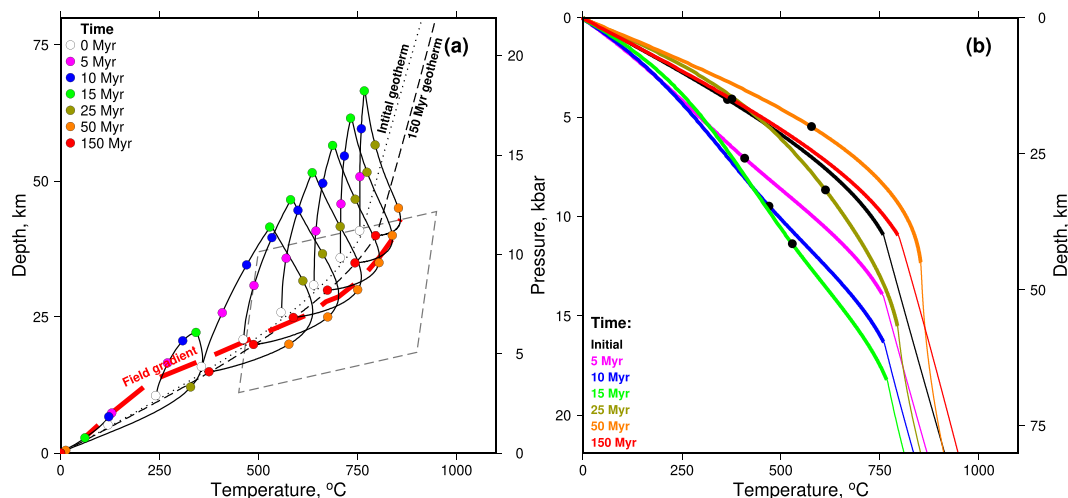 Time
0 Myr
5 Myr
10 Myr
15 Myr
25 Myr
50 Myr
150 Myr
(a)
Intital geotherm
150 Myr geotherm
Field gradient
75
50
25
0
Depth, km
20
15
10
5
0
0
250
500
750
1000
Temperature, ºC
(b)
0
5
10
15
20
Pressure, kbar
0
25
50
75
Depth, km
Time:
Initial
5 Myr
10 Myr
15 Myr
25 Myr
50 Myr
150 Myr
0
250
500
750
1000
Temperature, ºC